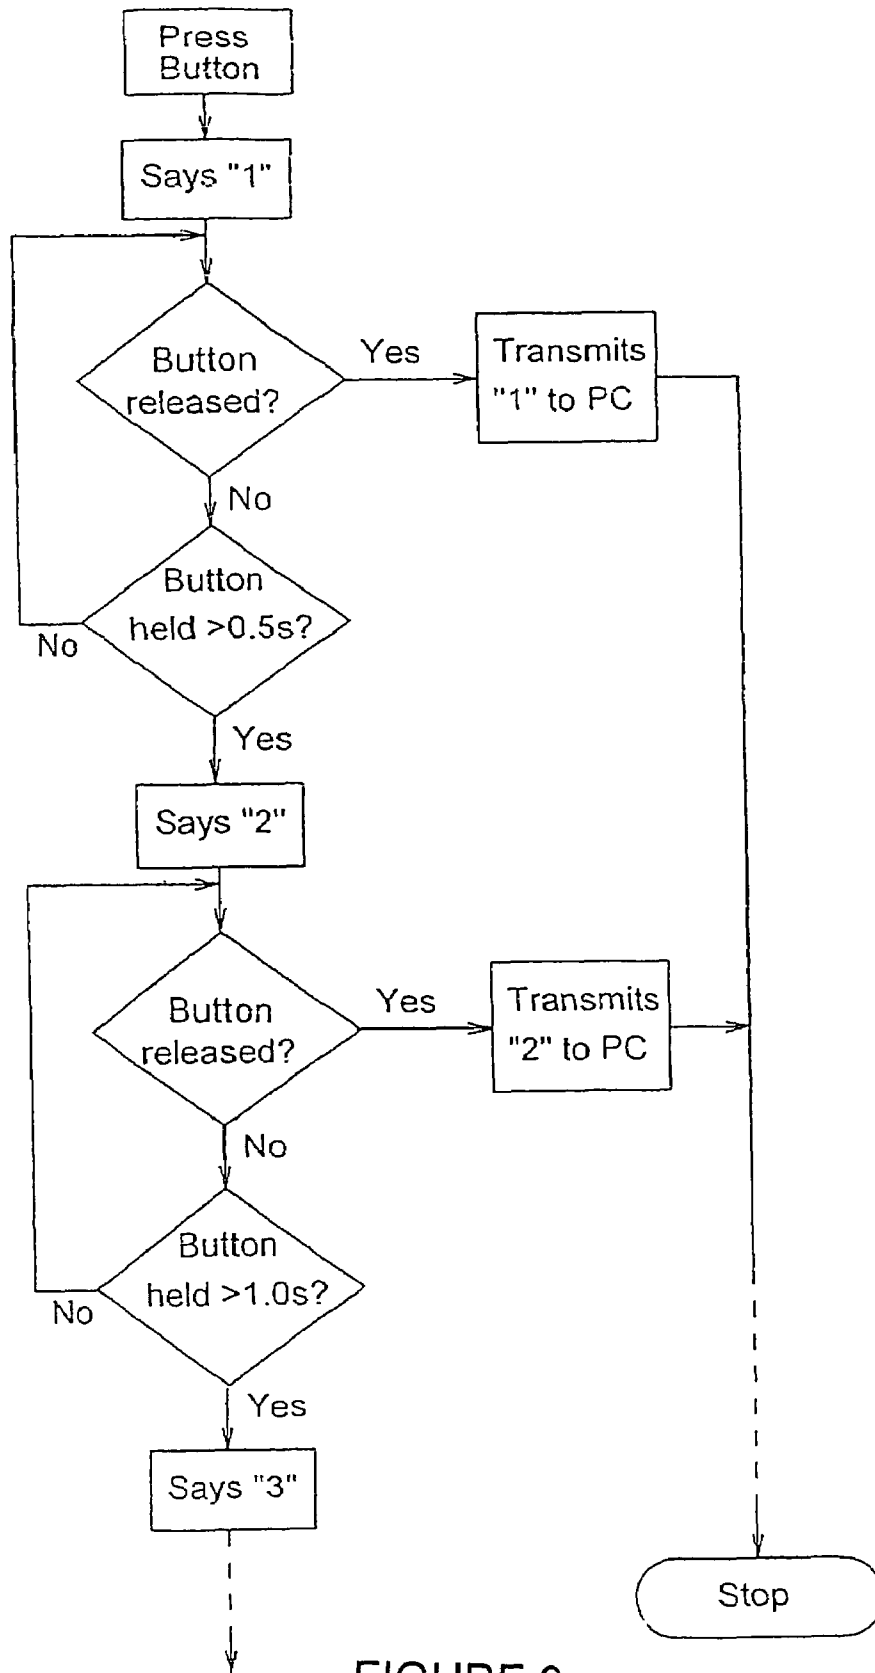 Press
Button
Says "1"
Button
released?
Yes
Transmits
"1" to PC
No
Button
held >0.5s?
No
Yes
Says "2"
Button
released?
Yes
Transmits
"2" to PC
No
Button
held >1.0s?
No
Yes
Says "3"
Stop
FIGURE